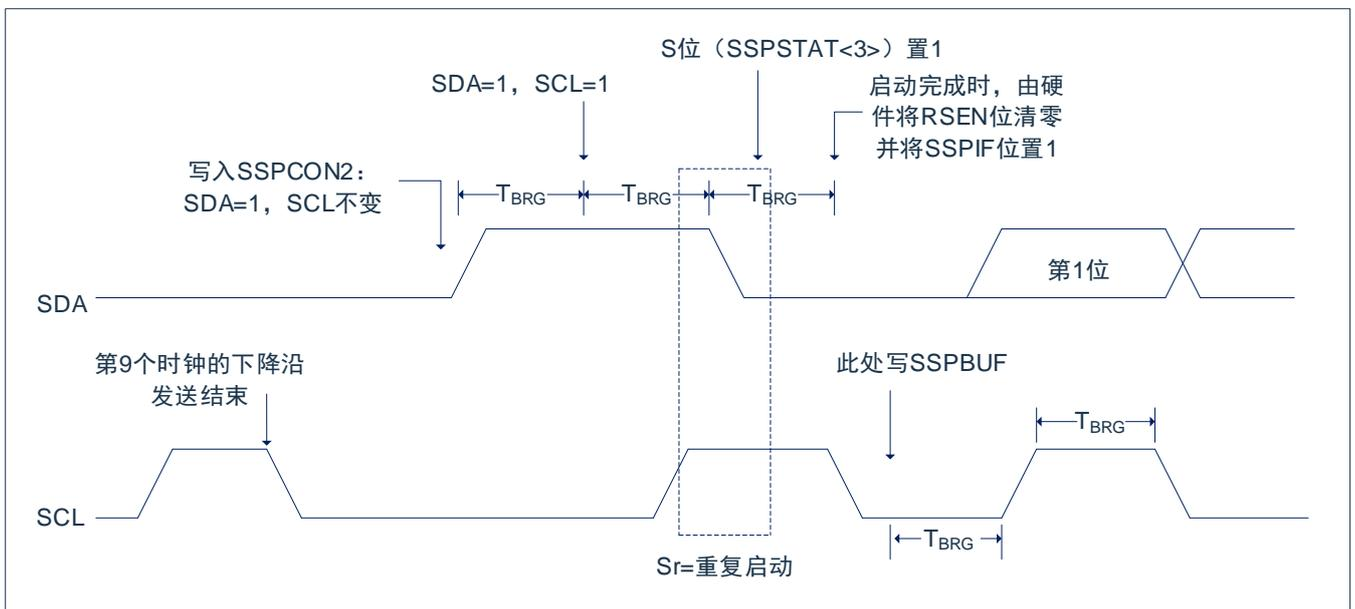 S位（SSPSTAT<3>）置1
SDA=1，SCL=1
启动完成时，由硬
件将RSEN位清零
并将SSPIF位置1
写入SSPCON2：
SDA=1，SCL不变
TBRG
TBRG
TBRG
第1位
SDA
第9个时钟的下降沿
发送结束
此处写SSPBUF
TBRG
SCL
TBRG
Sr=重复启动